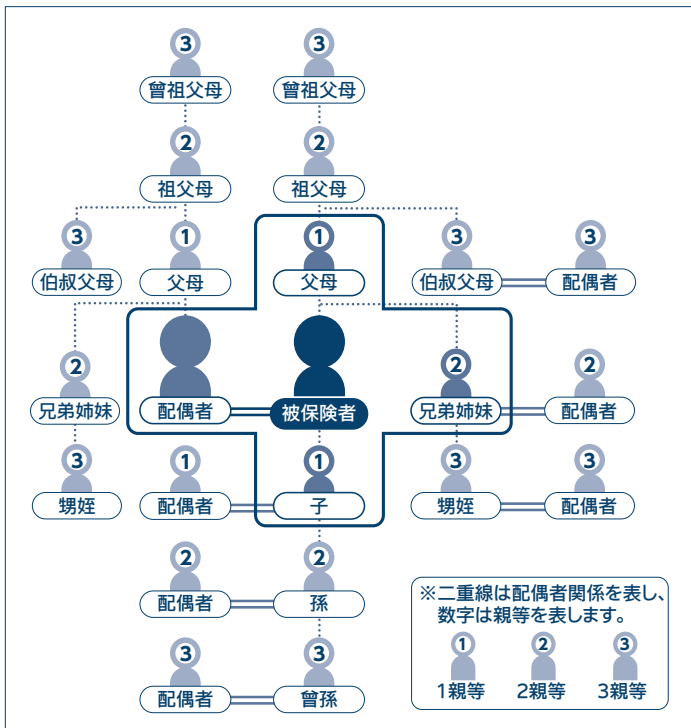 3 3
曾祖父母 曾祖父母
2 2
祖父母 祖父母
3 1 1 3 3
伯叔父母 父母 父母 伯叔父母 配偶者
2 2 2
兄弟姉妹 配偶者 被保険者 兄弟姉妹 配偶者
3 1 1 3 3
甥姪 配偶者 子 甥姪 配偶者
2 2
配偶者 孫
3 3
配偶者 曾孫
※二重線は配偶者関係を表し、
数字は親等を表します。
1 2 3
1親等 2親等 3親等